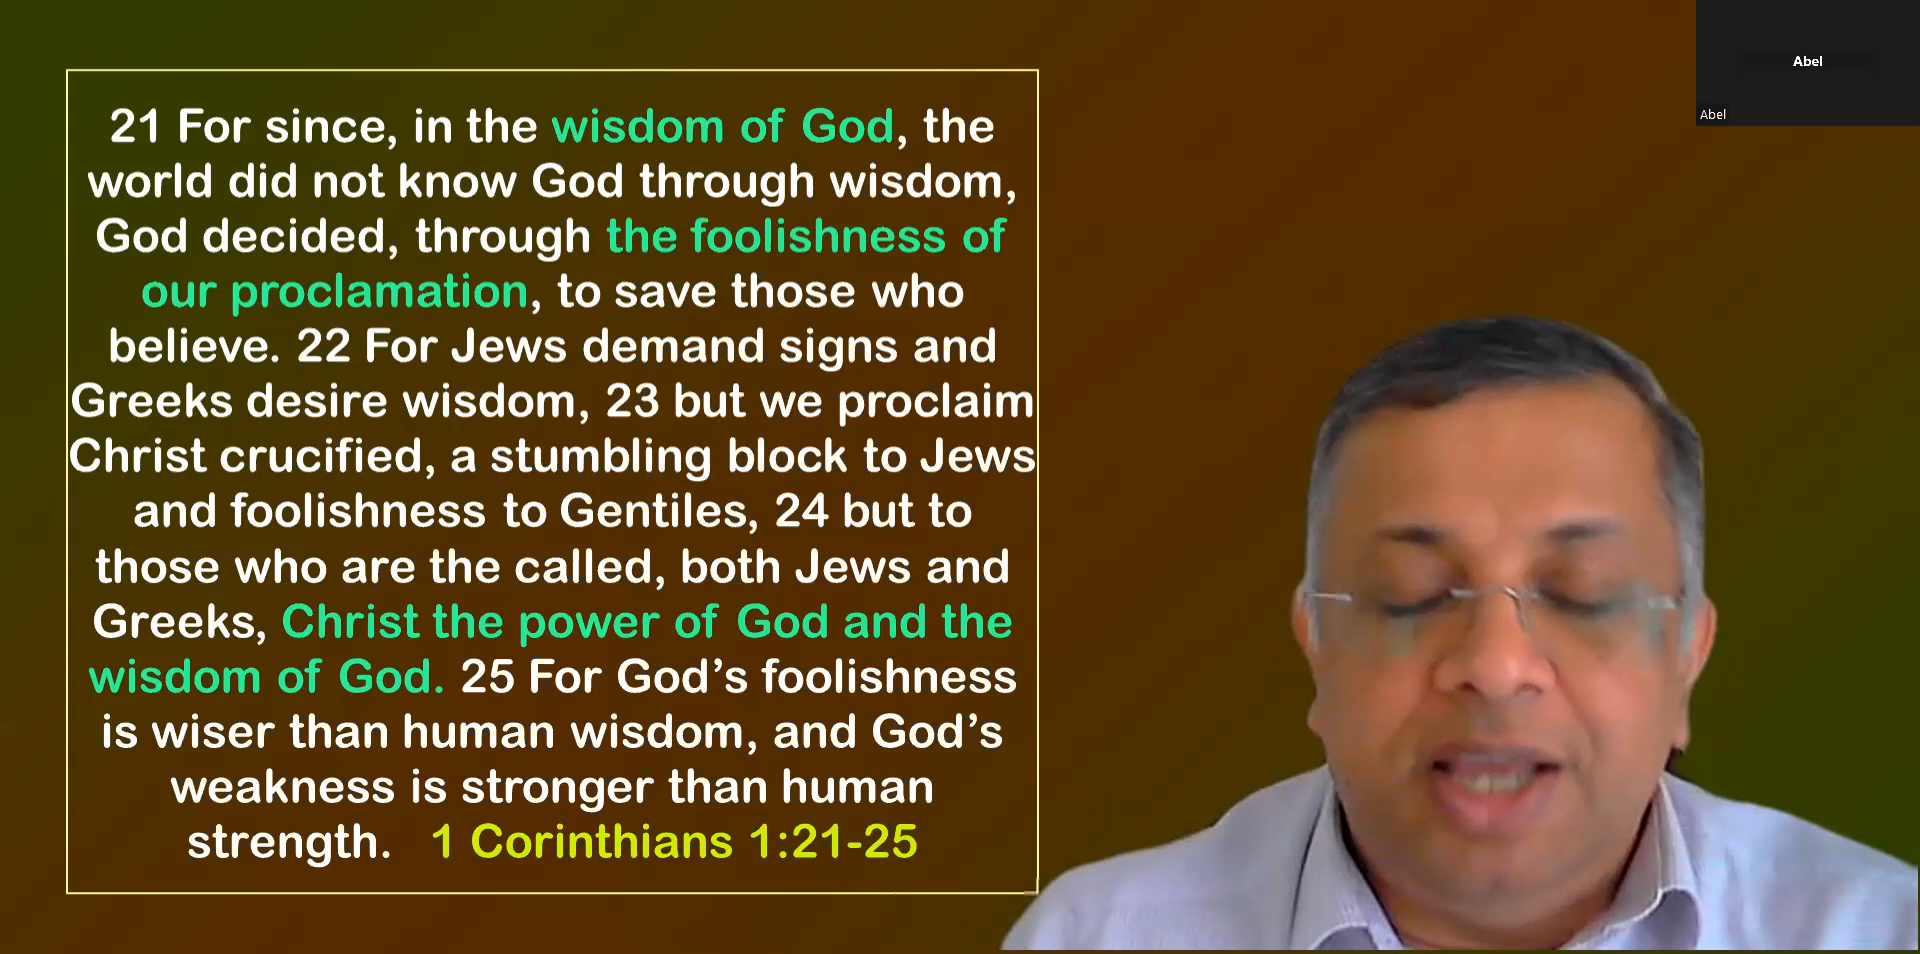 21 For since, in the wisdom of God, the
world did not know God through wisdom,
God decided, through the foolishness of
our proclamation, to save those who
believe. 22 For Jews demand signs and
Greeks desire wisdom, 23 but we proclaim
Christ crucified, a stumbling block to Jews
and foolishness to Gentiles, 24 but to
those who are the called, both Jews and
Greeks, Christ the power of God and the
wisdom of God. 25 For God’s foolishness
is wiser than human wisdom, and God’s
weakness is stronger than human
strength. 1 Corinthians 1:21-25
Abel
Abel